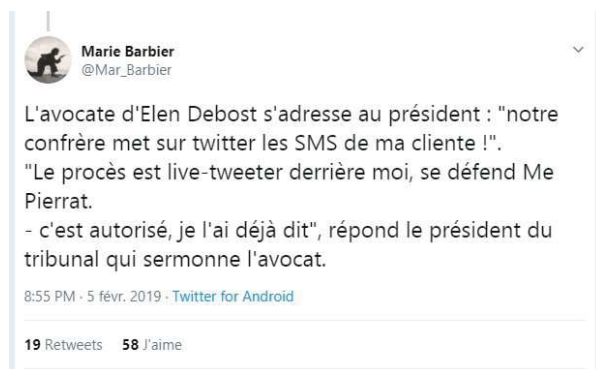 Marie Barbier
@Mar_Barbier
L'avocate d'Elen Debost s'adresse au président : "notre
confrère met sur twitter les SMS de ma cliente !".
"Le procès est live-tweeter derrière moi, se défend Me
Pierrat.
- c'est autorisé, je l'ai déjà dit", répond le président du
tribunal qui sermonne l'avocat.
8:55 PM · 5 févr. 2019 · Twitter for Android
19 Retweets 58 J'aime